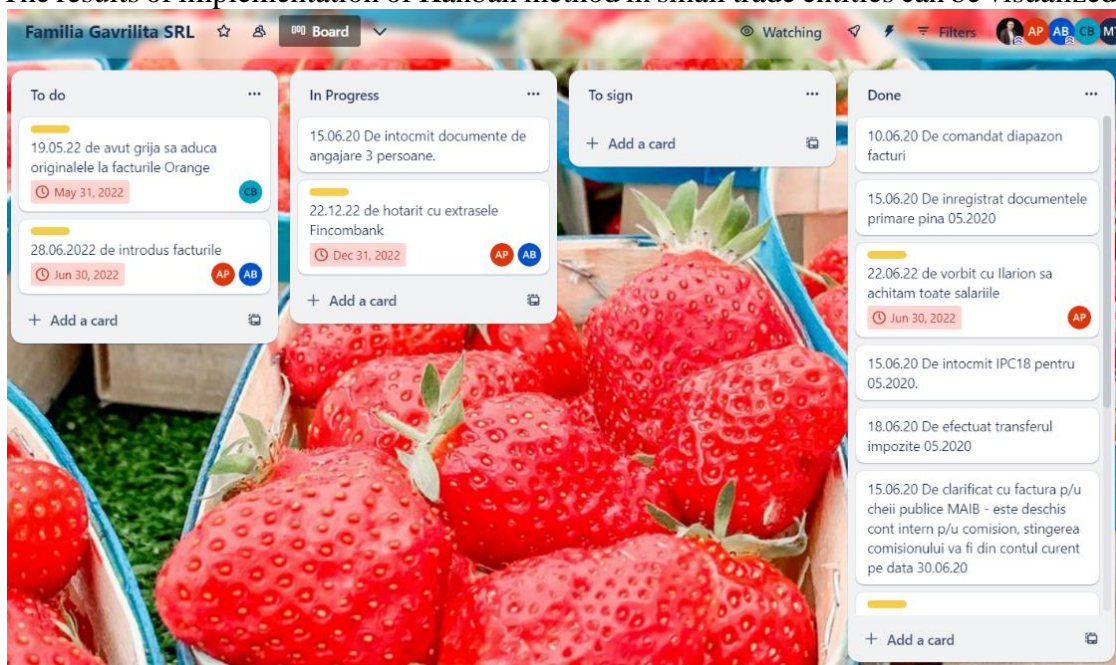 The results of implementation of Kanban method in small trade entities can be visualized
Familia Gavrilita SRL
Board
Watching
Filters
AP
AB
CB
To do
19.05.22 de avut grija sa aduca
originalele la facturile Orange
May 31, 2022
CB
28.06.2022 de introdus facturile
Jun 30, 2022
AP
AB
+ Add a card
In Progress
15.06.20 De intocmit documente de
angajare 3 persoane.
22.12.22 de hotarit cu extrasele
Fincombank
Dec 31, 2022
AP
AB
+ Add a card
To sign
+ Add a card
Done
10.06.20 De comandat diapazon
facturi
15.06.20 De inregistrat documentele
primare pina 05.2020
22.06.22 de vorbit cu Ilarion sa
achitam toate salariile
Jun 30, 2022
AP
15.06.20 De intocmit IPC18 pentru
05.2020.
18.06.20 De efectuat transferul
impozite 05.2020
15.06.20 De clarificat cu factura p/u
cheii publice MAIB - este deschis
cont intern p/u comision, stingerea
comisionului va fi din contul curent
pe data 30.06.20
+ Add a card